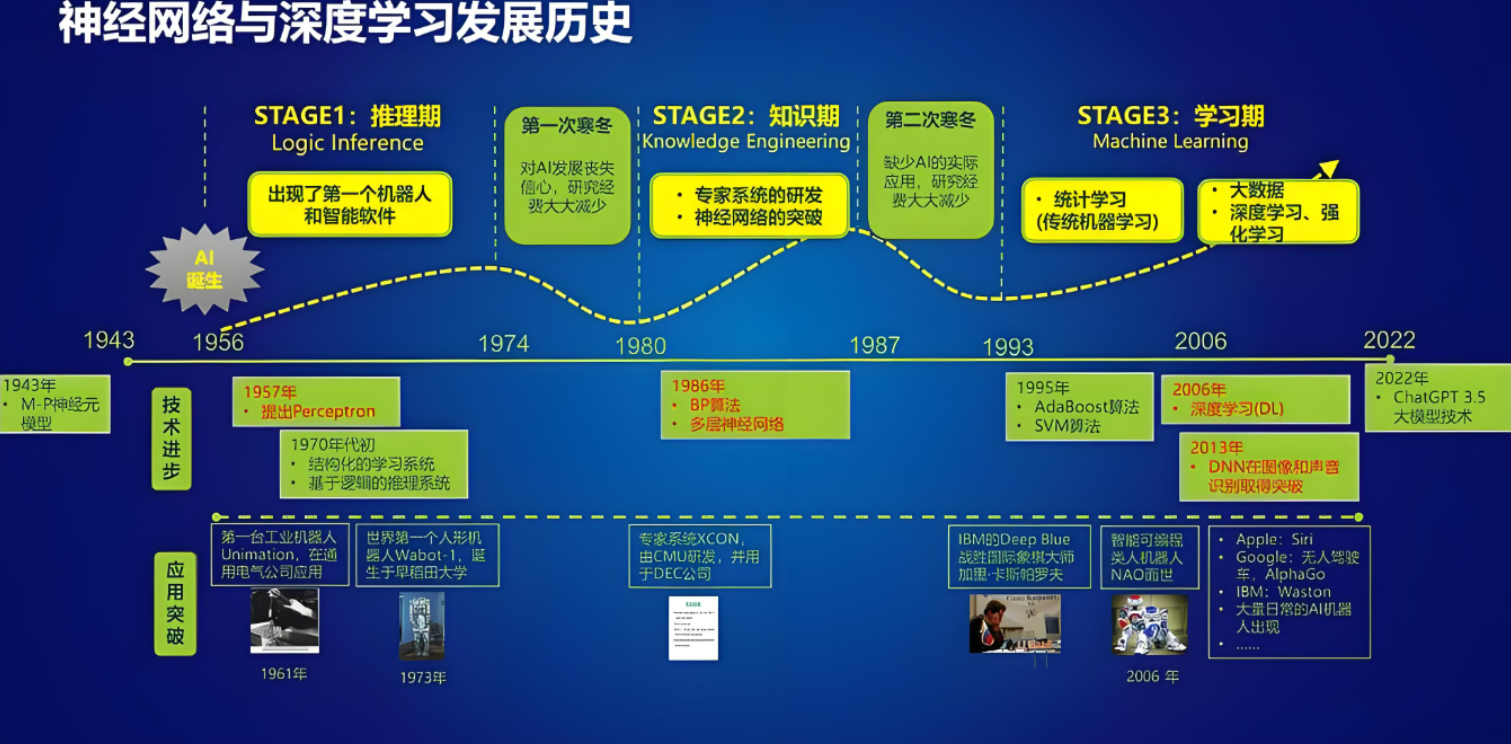 神经网络与深度学习发展历史
STAGE1：推理期
Logic Inference
出现了第一个机器人
和智能软件
第一次寒冬
对AI发展丧失
信心，研究经
费大大减少
STAGE2：知识期
Knowledge Engineering
• 专家系统的研发
• 神经网络的突破
第二次寒冬
缺少AI的实际
应用，研究经
费大大减少
STAGE3：学习期
Machine Learning
• 统计学习
(传统机器学习)
• 大数据
• 深度学习、强
化学习
AI
诞生
1943
1956
1974
1980
1987
1993
2006
2022
1943年
• M-P神经元
模型
技
术
进
步
1957年
• 提出Perceptron
1970年代初
• 结构化的学习系统
• 基于逻辑的推理系统
1986年
• BP算法
• 多层神经网络
1995年
• AdaBoost算法
• SVM算法
2006年
• 深度学习(DL)
2013年
• DNN在图像和声音
识别取得突破
2022年
• ChatGPT 3.5
大模型技术
应
用
突
破
第一台工业机器人
Unimation，在通
用电气公司应用
1961年
世界第一个人形机
器人Wabot-1，诞
生于早稻田大学
1973年
专家系统XCON，
由CMU研发，并用
于DEC公司
IBM的Deep Blue
战胜国际象棋大师
加里·卡斯帕罗夫
智能可编程
类人机器人
NAO面世
2006 年
• Apple：Siri
• Google：无人驾驶
车，AlphaGo
• IBM：Waston
• 大量日常的AI机器
人出现
• ......